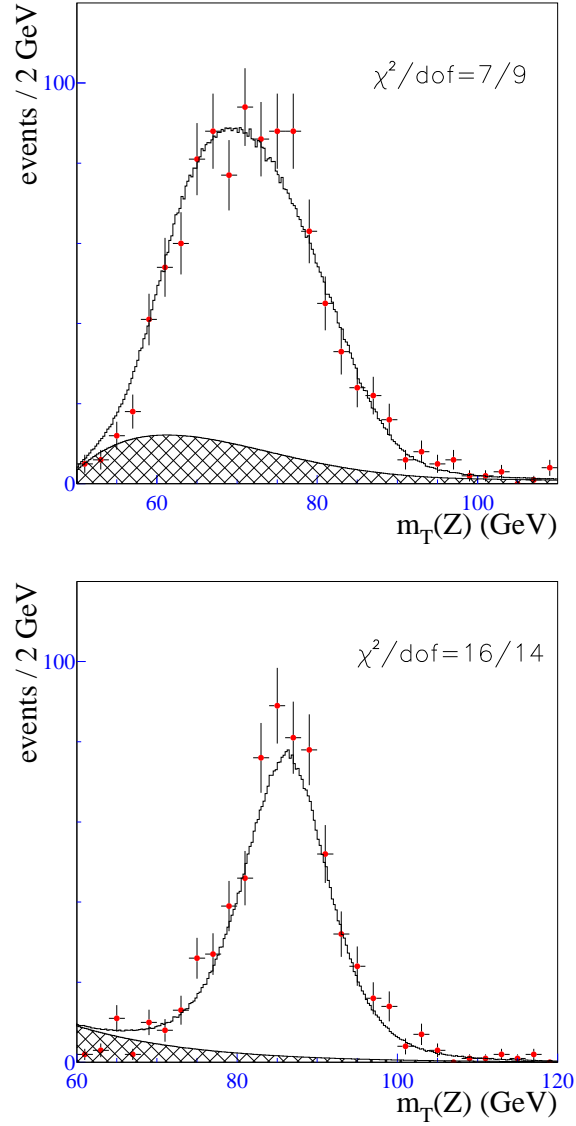 events / 2 GeV
100
χ²/dof=7/9
0
60
80
100
m_T(Z) (GeV)
events / 2 GeV
100
χ²/dof=16/14
0
60
80
100
120
m_T(Z) (GeV)